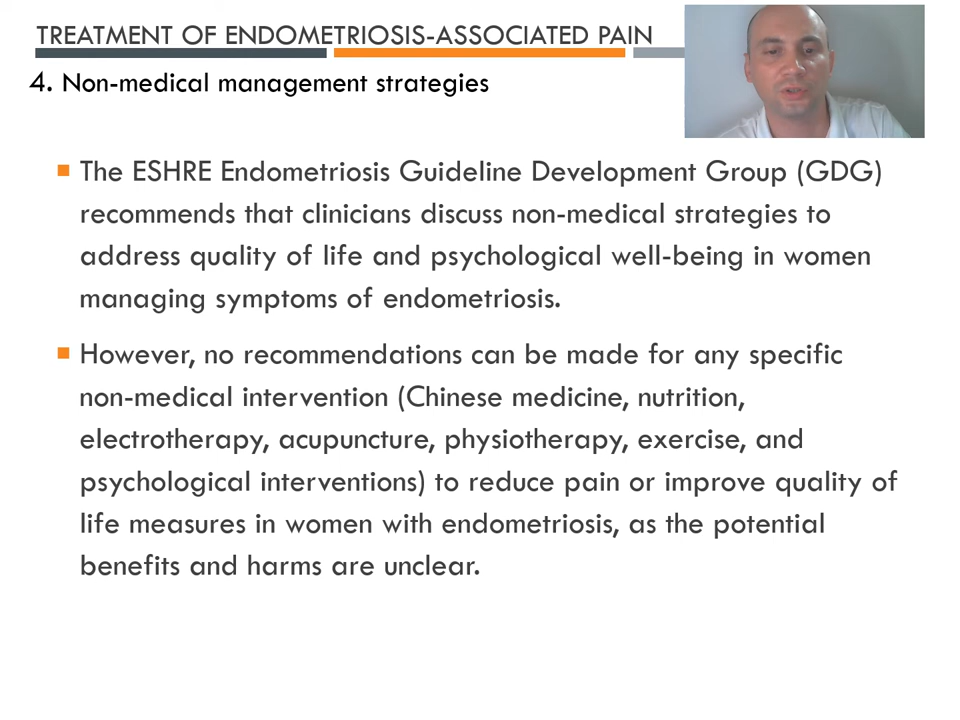 TREATMENT OF ENDOMETRIOSIS-ASSOCIATED PAIN
4. Non-medical management strategies
The ESHRE Endometriosis Guideline Development Group (GDG)
recommends that clinicians discuss non-medical strategies to
address quality of life and psychological well-being in women
managing symptoms of endometriosis.
However, no recommendations can be made for any specific
non-medical intervention (Chinese medicine, nutrition,
electrotherapy, acupuncture, physiotherapy, exercise, and
psychological interventions) to reduce pain or improve quality of
life measures in women with endometriosis, as the potential
benefits and harms are unclear.